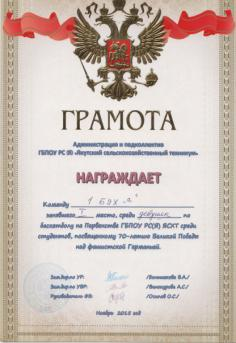 ГРАМОТА
Администрация и педколлектив
ГБПОУ РС (Я) «Якутский сельскохозяйственный техникум»
НАГРАЖДАЕТ
Команду 1 БУХ "Я"
занявшего I место, среди девушек по
баскетболу на Первенстве ГБПОУ РС(Я) ЯСХТ среди
студентов, посвященному 70-летию Великой Победы
над фашистской Германией.
Зам.дир по УР:
Зам.дир по УВР: /Винокурова А.С/
Руководитель ФВ: /Осипов О.С/
Ноябрь 2015 год